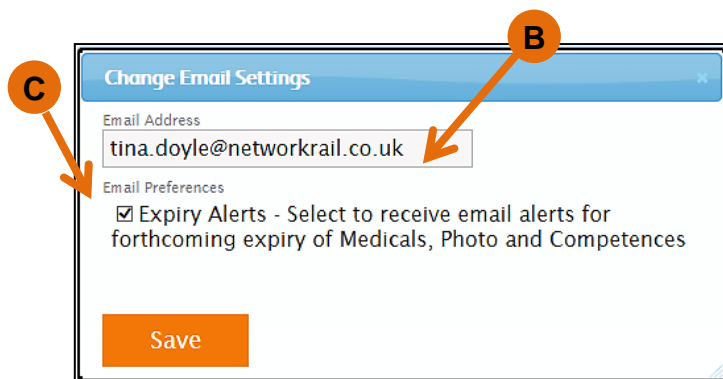 B
C
Change Email Settings ×
Email Address
tina.doyle@networkrail.co.uk
Email Preferences
☑ Expiry Alerts - Select to receive email alerts for
forthcoming expiry of Medicals, Photo and Competences
Save